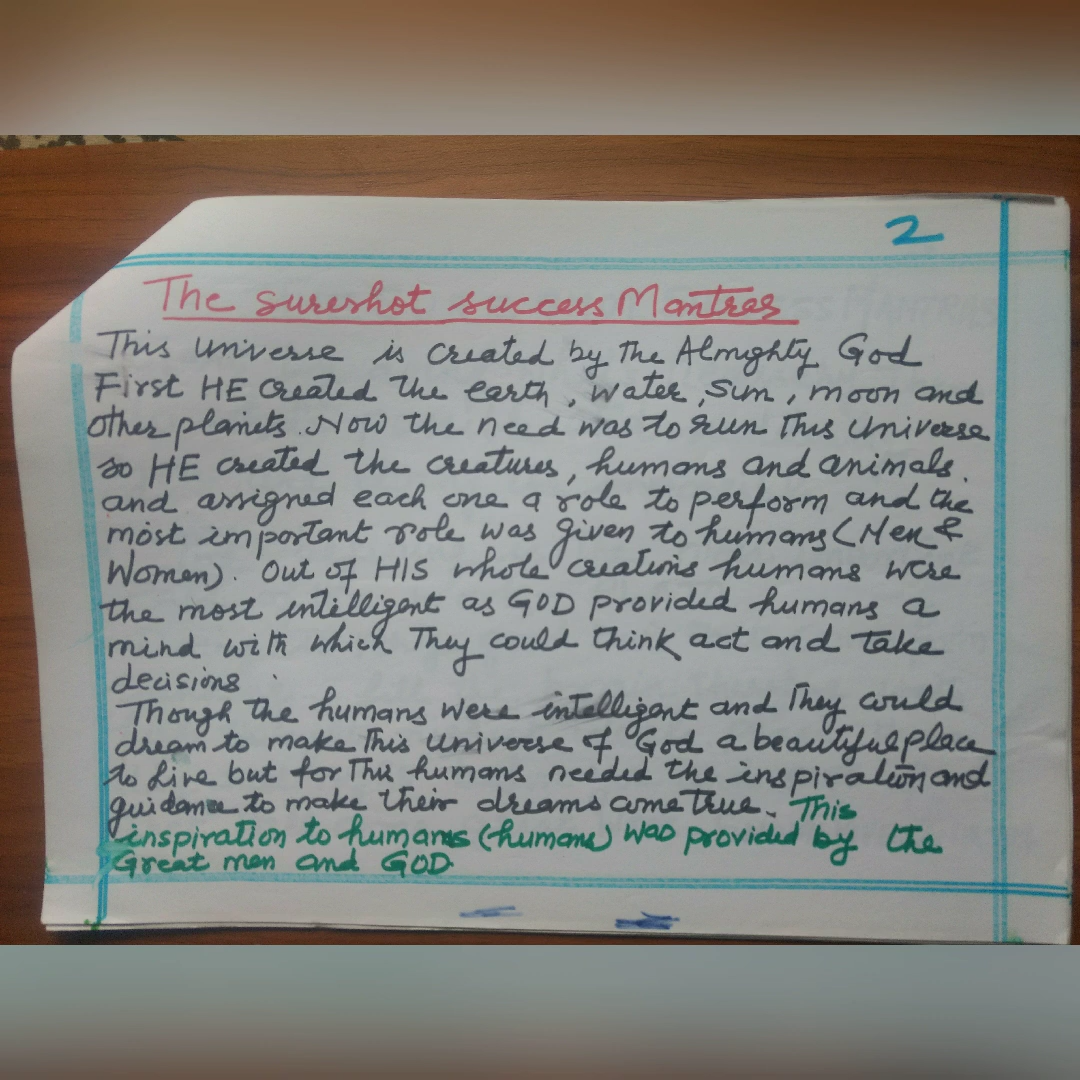 2
The sureshot success Mantras
This Universe is created by the Almighty God
First HE created the earth, water, sun, moon and
other planets. Now the need was to run this Universe
so HE created the creatures, humans and animals.
and assigned each one a role to perform and the
most important role was given to humans (Men &
Women). Out of HIS whole creations humans were
the most intelligent as GOD provided humans a
mind with which They could think act and take
decisions.
Though the humans were intelligent and They could
dream to make This universe of God a beautiful place
to Live but for This humans needed the inspiration and
guidance to make their dreams come true. This
inspiration to humans (humans) was provided by the
Great men and GOD.